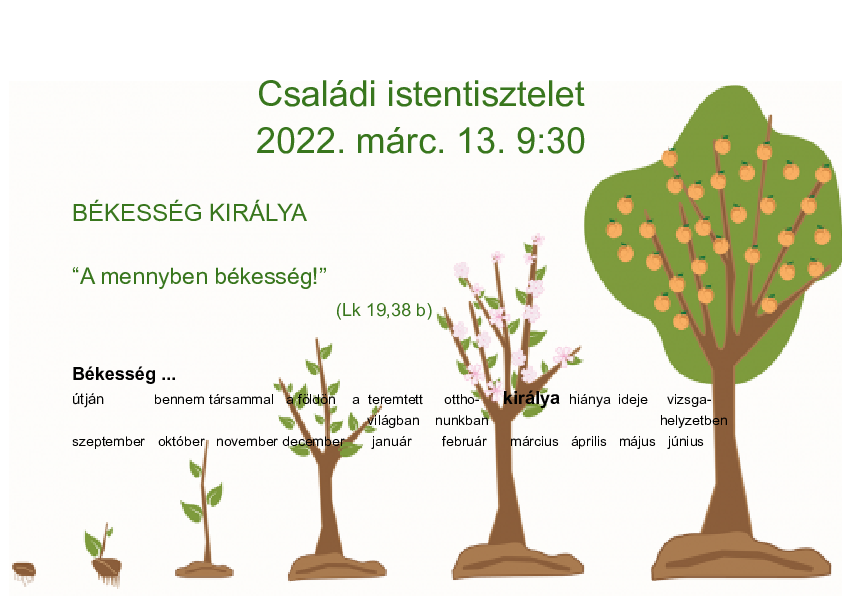 Családi istentisztelet
2022. márc. 13. 9:30
BÉKESSÉG KIRÁLYA
“A mennyben békesség!”
(Lk 19,38 b)
Békesség ...
útján bennem társammal a földön a teremtett ottho- királya hiánya ideje vizsga-
világban nunkban helyzetben
szeptember október november december január február március április május június